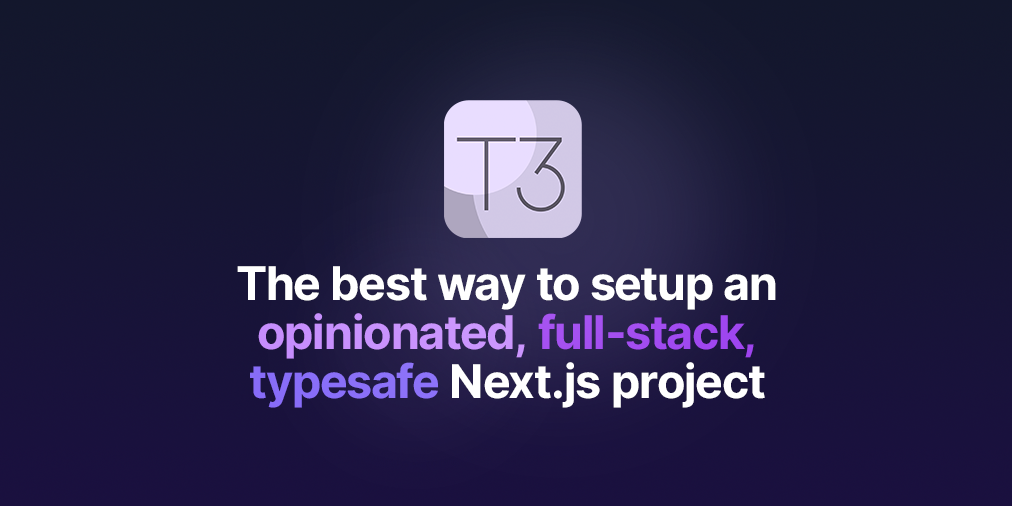 T3
The best way to setup an
opinionated, full-stack,
typesafe Next.js project